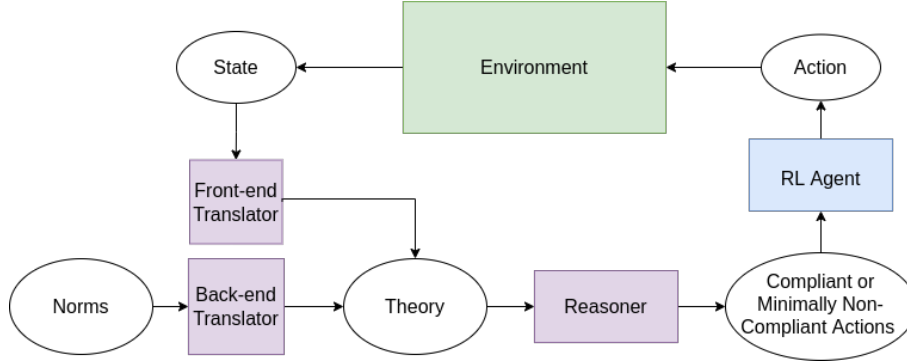 State
Environment
Action
Front-end
Translator
RL Agent
Norms
Back-end
Translator
Theory
Reasoner
Compliant or
Minimally Non-
Compliant Actions